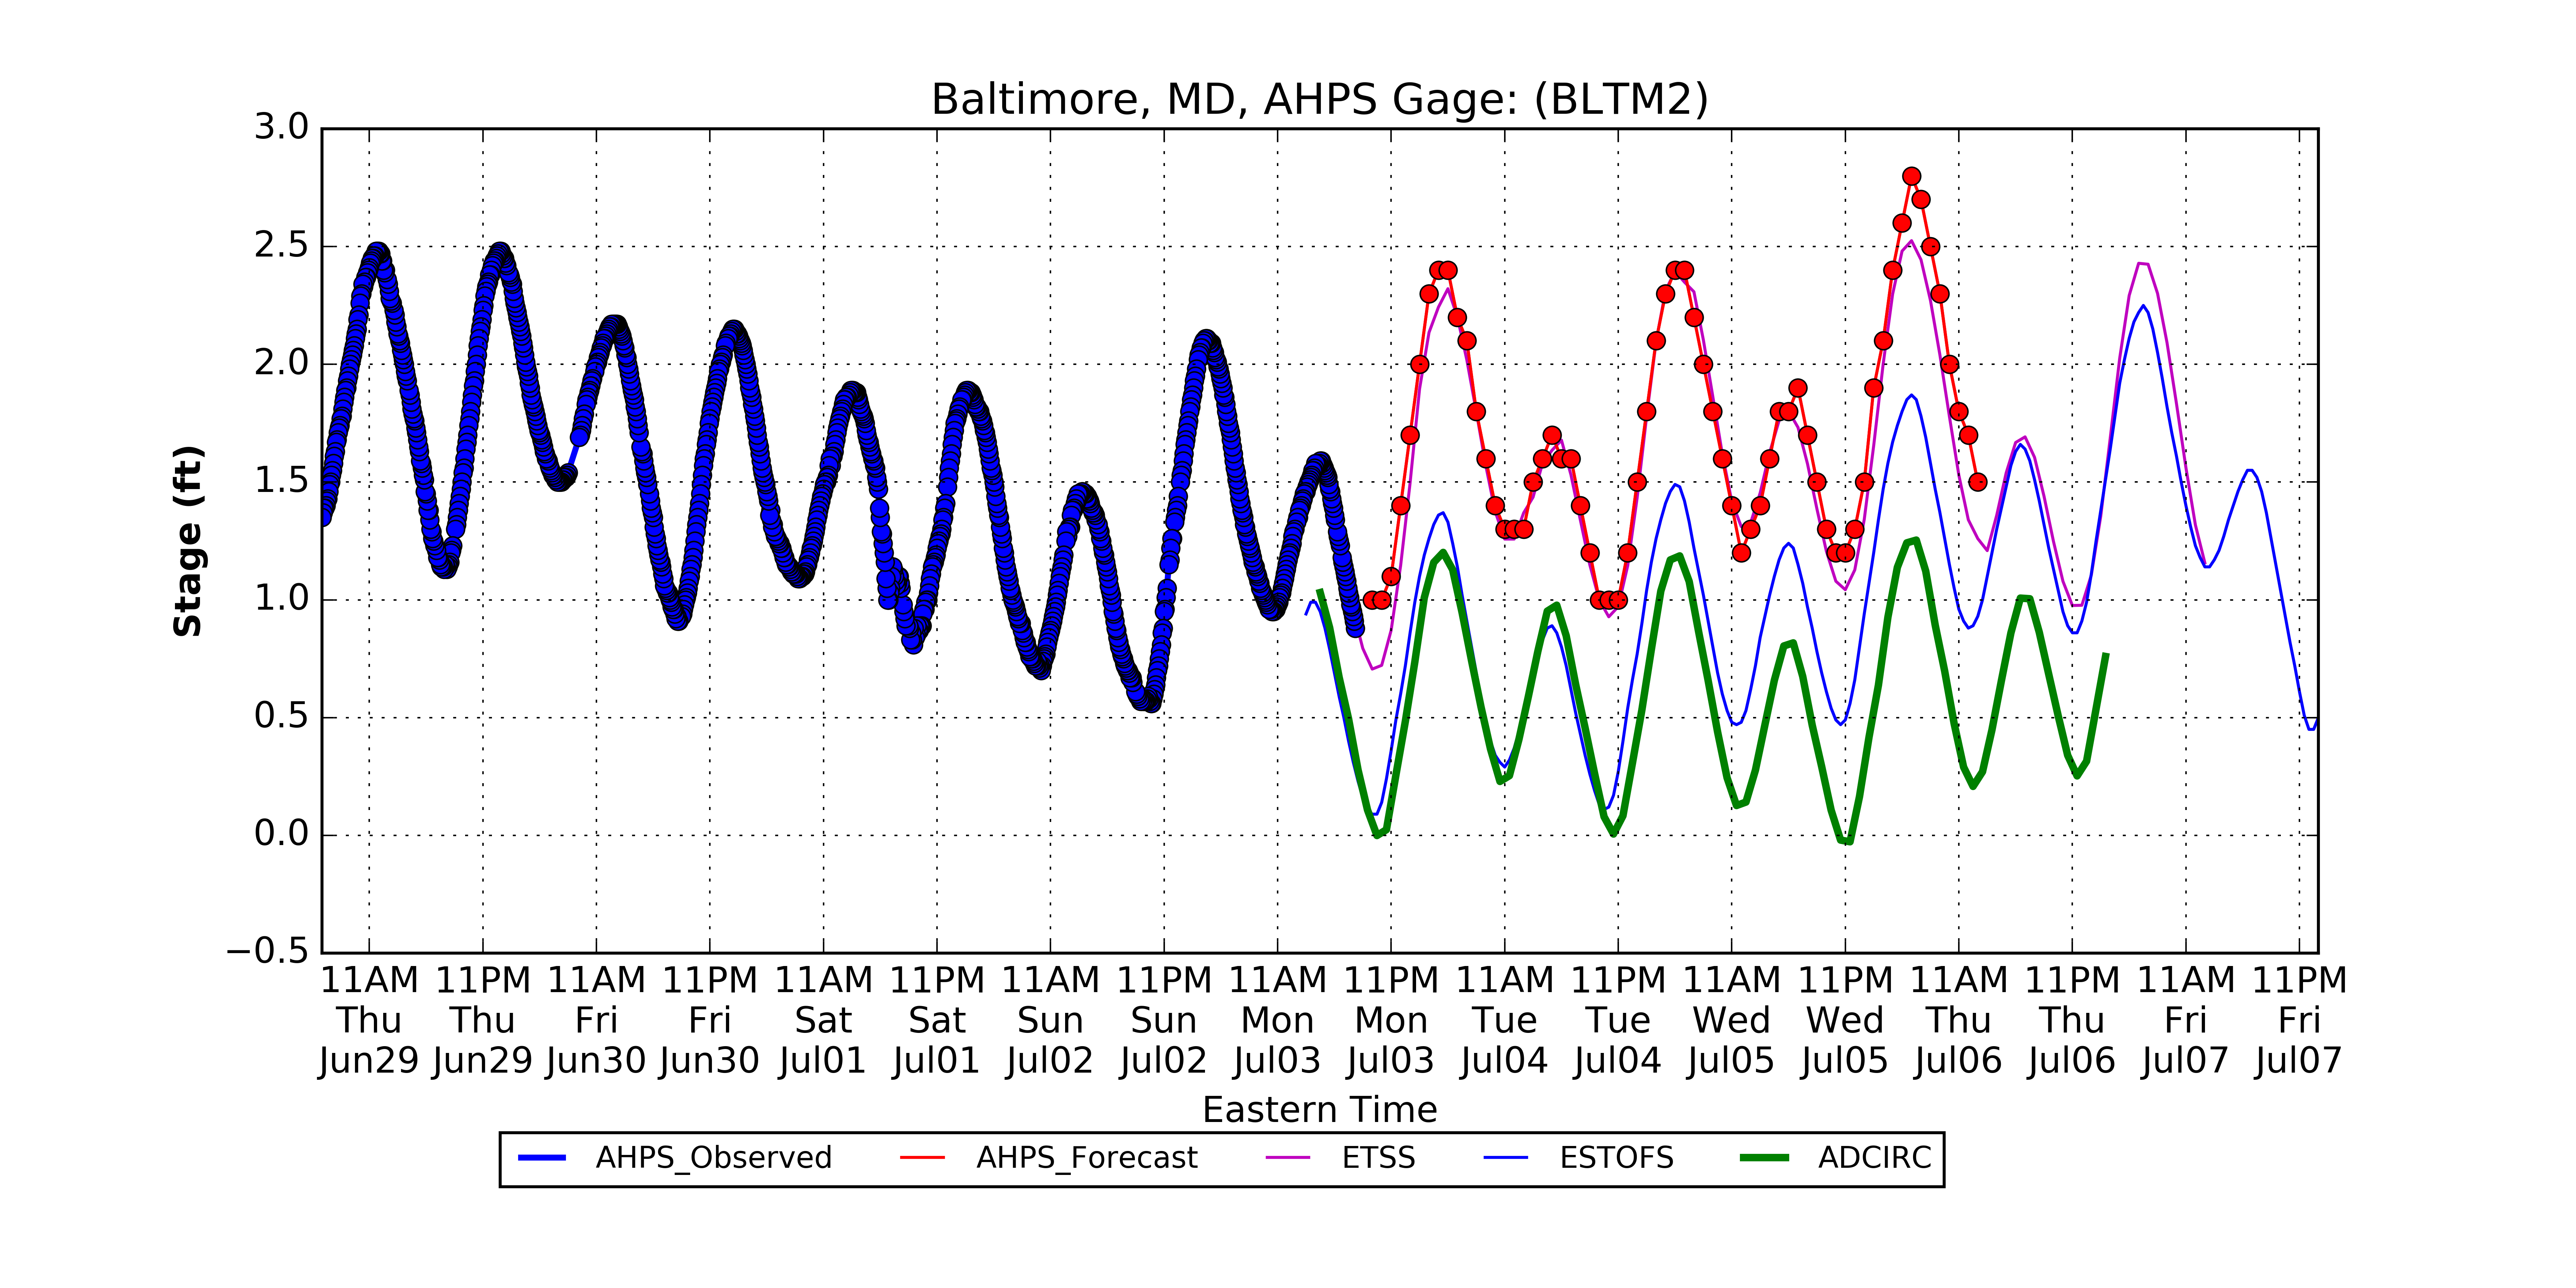 Baltimore, MD, AHPS Gage: (BLTM2)
3.0
2.5
2.0
1.5
1.0
0.5
0.0
−0.5
Stage (ft)
11AM 11PM 11AM 11PM 11AM 11PM 11AM 11PM 11AM 11PM 11AM 11PM 11AM 11PM 11AM 11PM 11AM 11PM
Thu Thu Fri Fri Sat Sat Sun Sun Mon Mon Tue Tue Wed Wed Thu Thu Fri Fri
Jun29 Jun29 Jun30 Jun30 Jul01 Jul01 Jul02 Jul02 Jul03 Jul03 Jul04 Jul04 Jul05 Jul05 Jul06 Jul06 Jul07 Jul07
Eastern Time
AHPS_Observed AHPS_Forecast ETSS ESTOFS ADCIRC